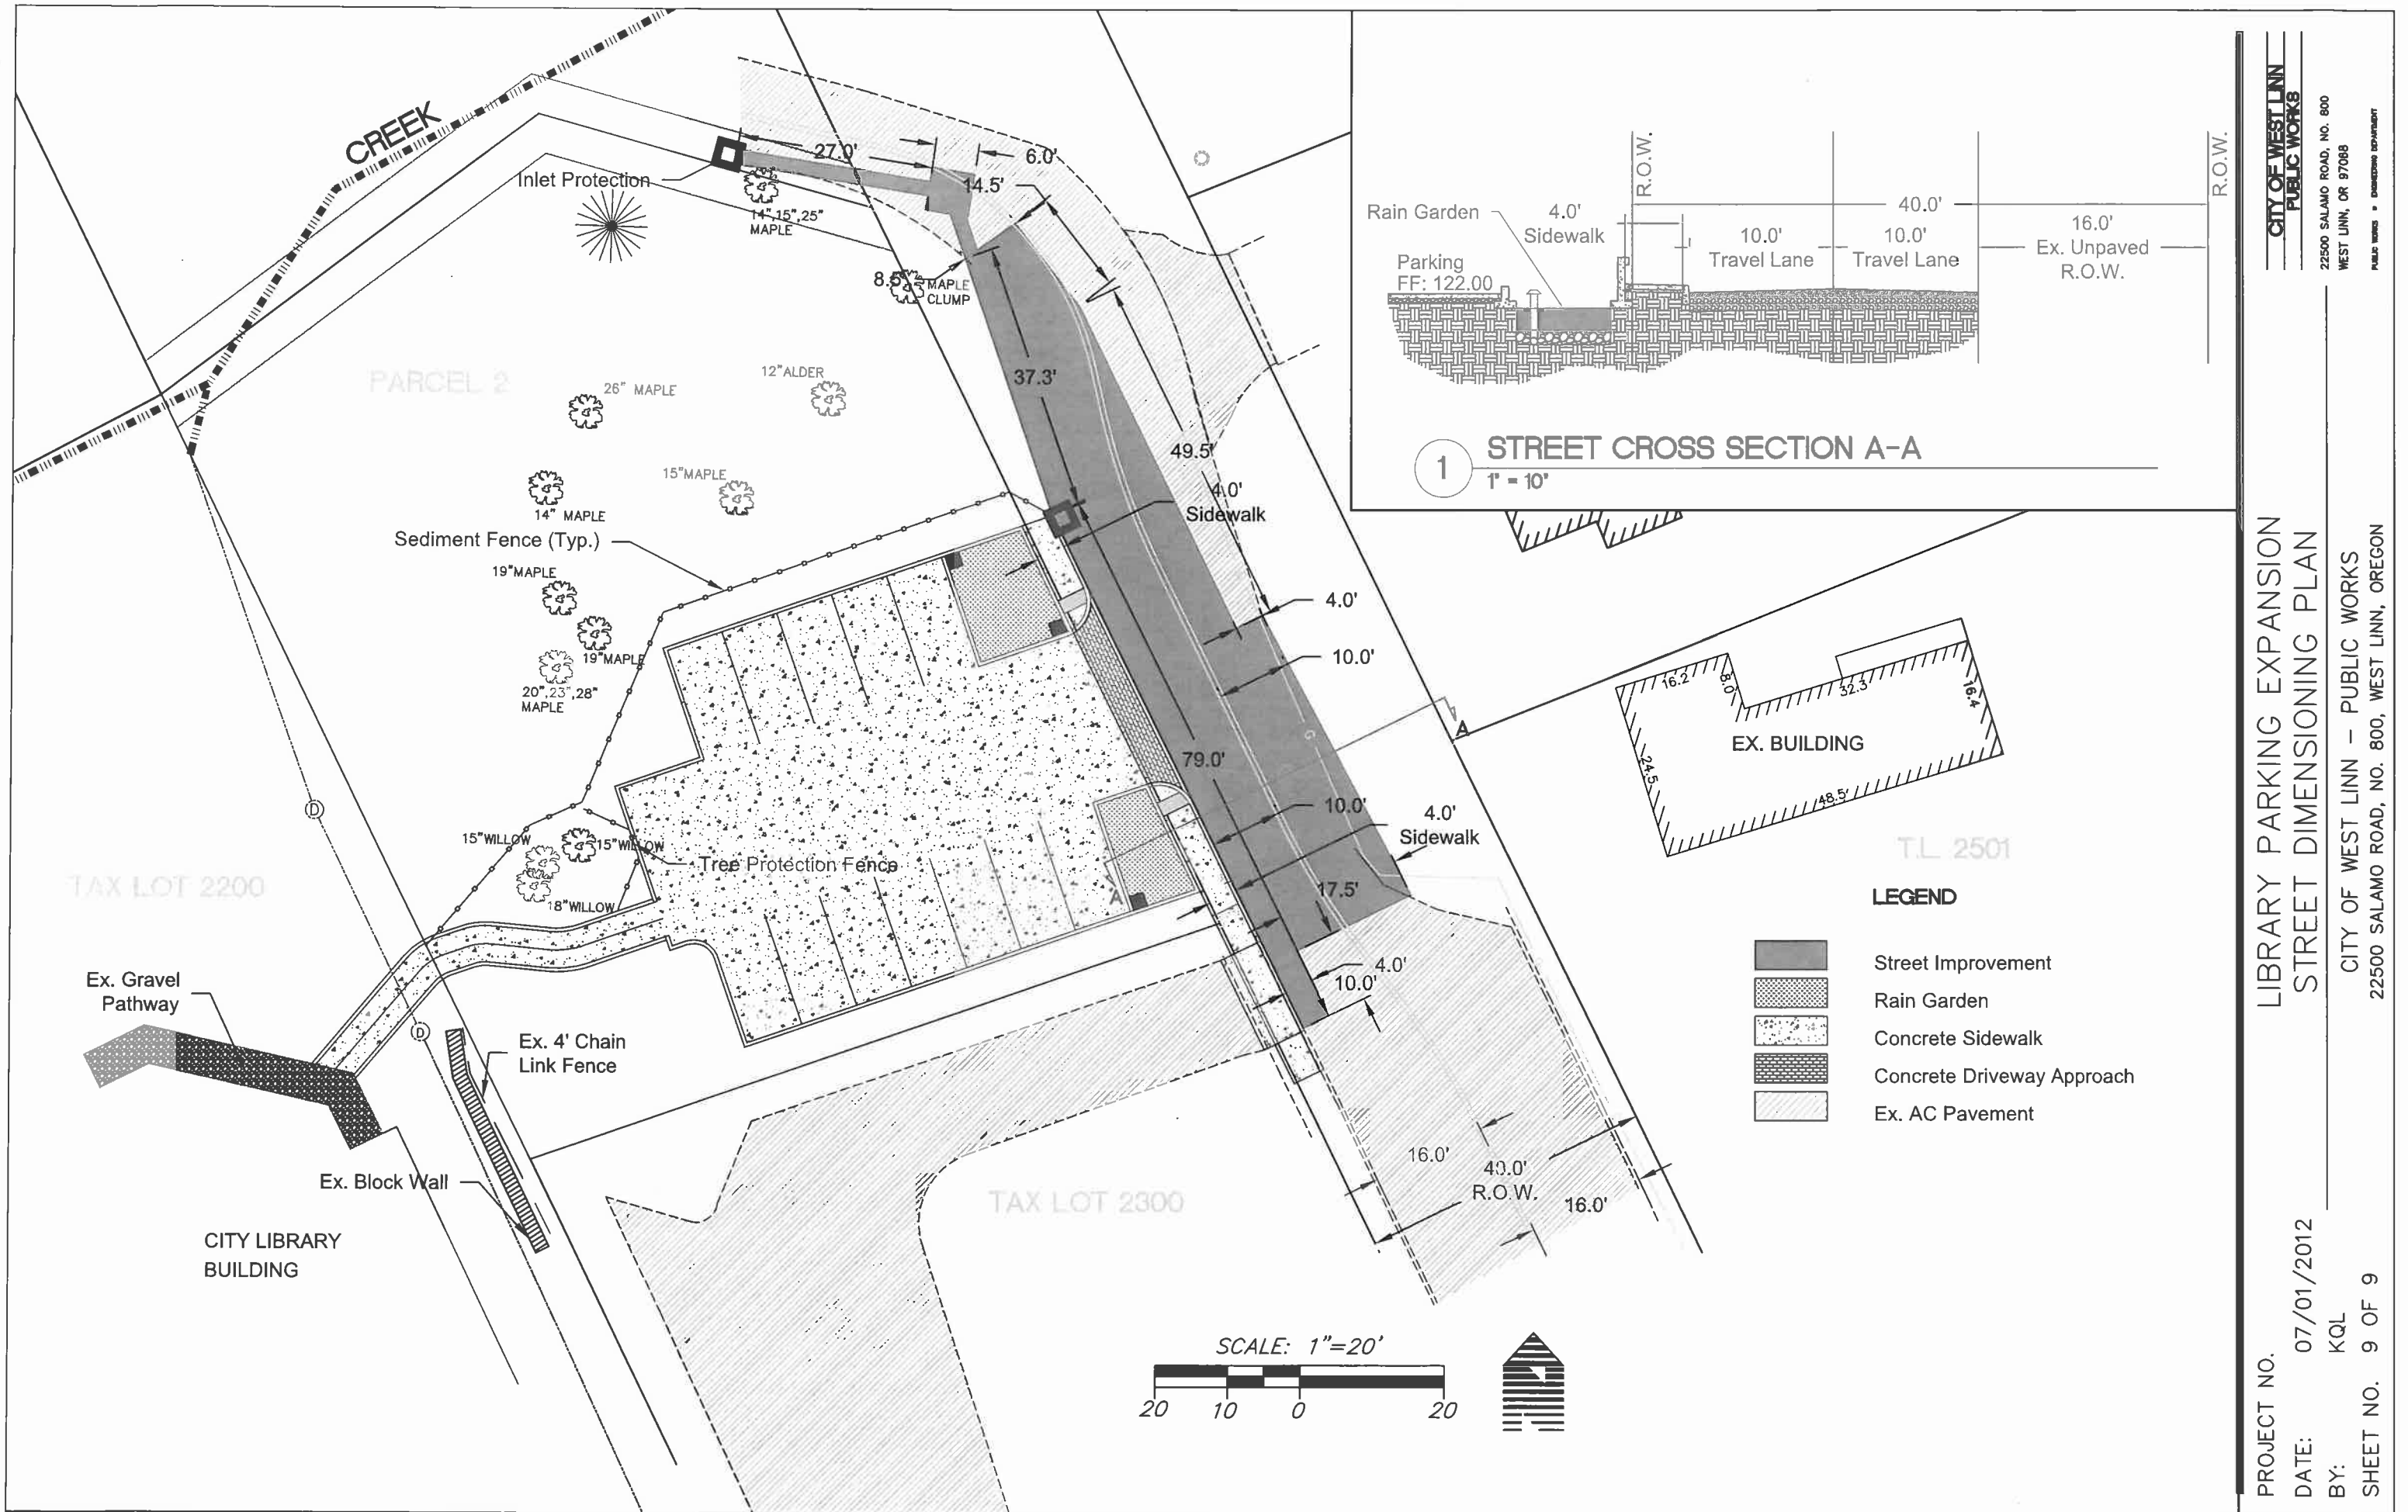 CREEK
27.0'
6.0'
14.5'
Inlet Protection
14",15",25"
MAPLE
8.5'
MAPLE
CLUMP
PARCEL 2
26" MAPLE
12"ALDER
37.3'
15"MAPLE
49.5'
14" MAPLE
4.0'
Sidewalk
Sediment Fence (Typ.)
19"MAPLE
4.0'
19"MAPLE
10.0'
20",23",28"
MAPLE
G
A
79.0'
D
10.0'
4.0'
Sidewalk
15"WILLOW
15"WILLOW
Tree Protection Fence
TAX LOT 2200
17.5'
A
18"WILLOW
4.0'
10.0'
Ex. Gravel
Pathway
D
Ex. 4' Chain
Link Fence
16.0'
40.0'
R.O.W.
16.0'
Ex. Block Wall
TAX LOT 2300
CITY LIBRARY
BUILDING
SCALE: 1"=20'
20 10 0 20
R.O.W.
R.O.W.
Rain Garden
4.0'
Sidewalk
40.0'
10.0'
Travel Lane
10.0'
Travel Lane
16.0'
Ex. Unpaved
R.O.W.
Parking
FF: 122.00
1
STREET CROSS SECTION A-A
1" = 10'
16.2'
8.0'
32.3'
16.4
EX. BUILDING
24.5'
48.5'
T.L. 2501
LEGEND
Street Improvement
Rain Garden
Concrete Sidewalk
Concrete Driveway Approach
Ex. AC Pavement
CITY OF WEST LINN
PUBLIC WORKS
22500 SALAMO ROAD, NO. 800
WEST LINN, OR 97068
PUBLIC WORKS ENGINEERING DEPARTMENT
LIBRARY PARKING EXPANSION
STREET DIMENSIONING PLAN
CITY OF WEST LINN - PUBLIC WORKS
22500 SALAMO ROAD, NO. 800, WEST LINN, OREGON
PROJECT NO.
DATE: 07/01/2012
BY: KQL
SHEET NO. 9 OF 9